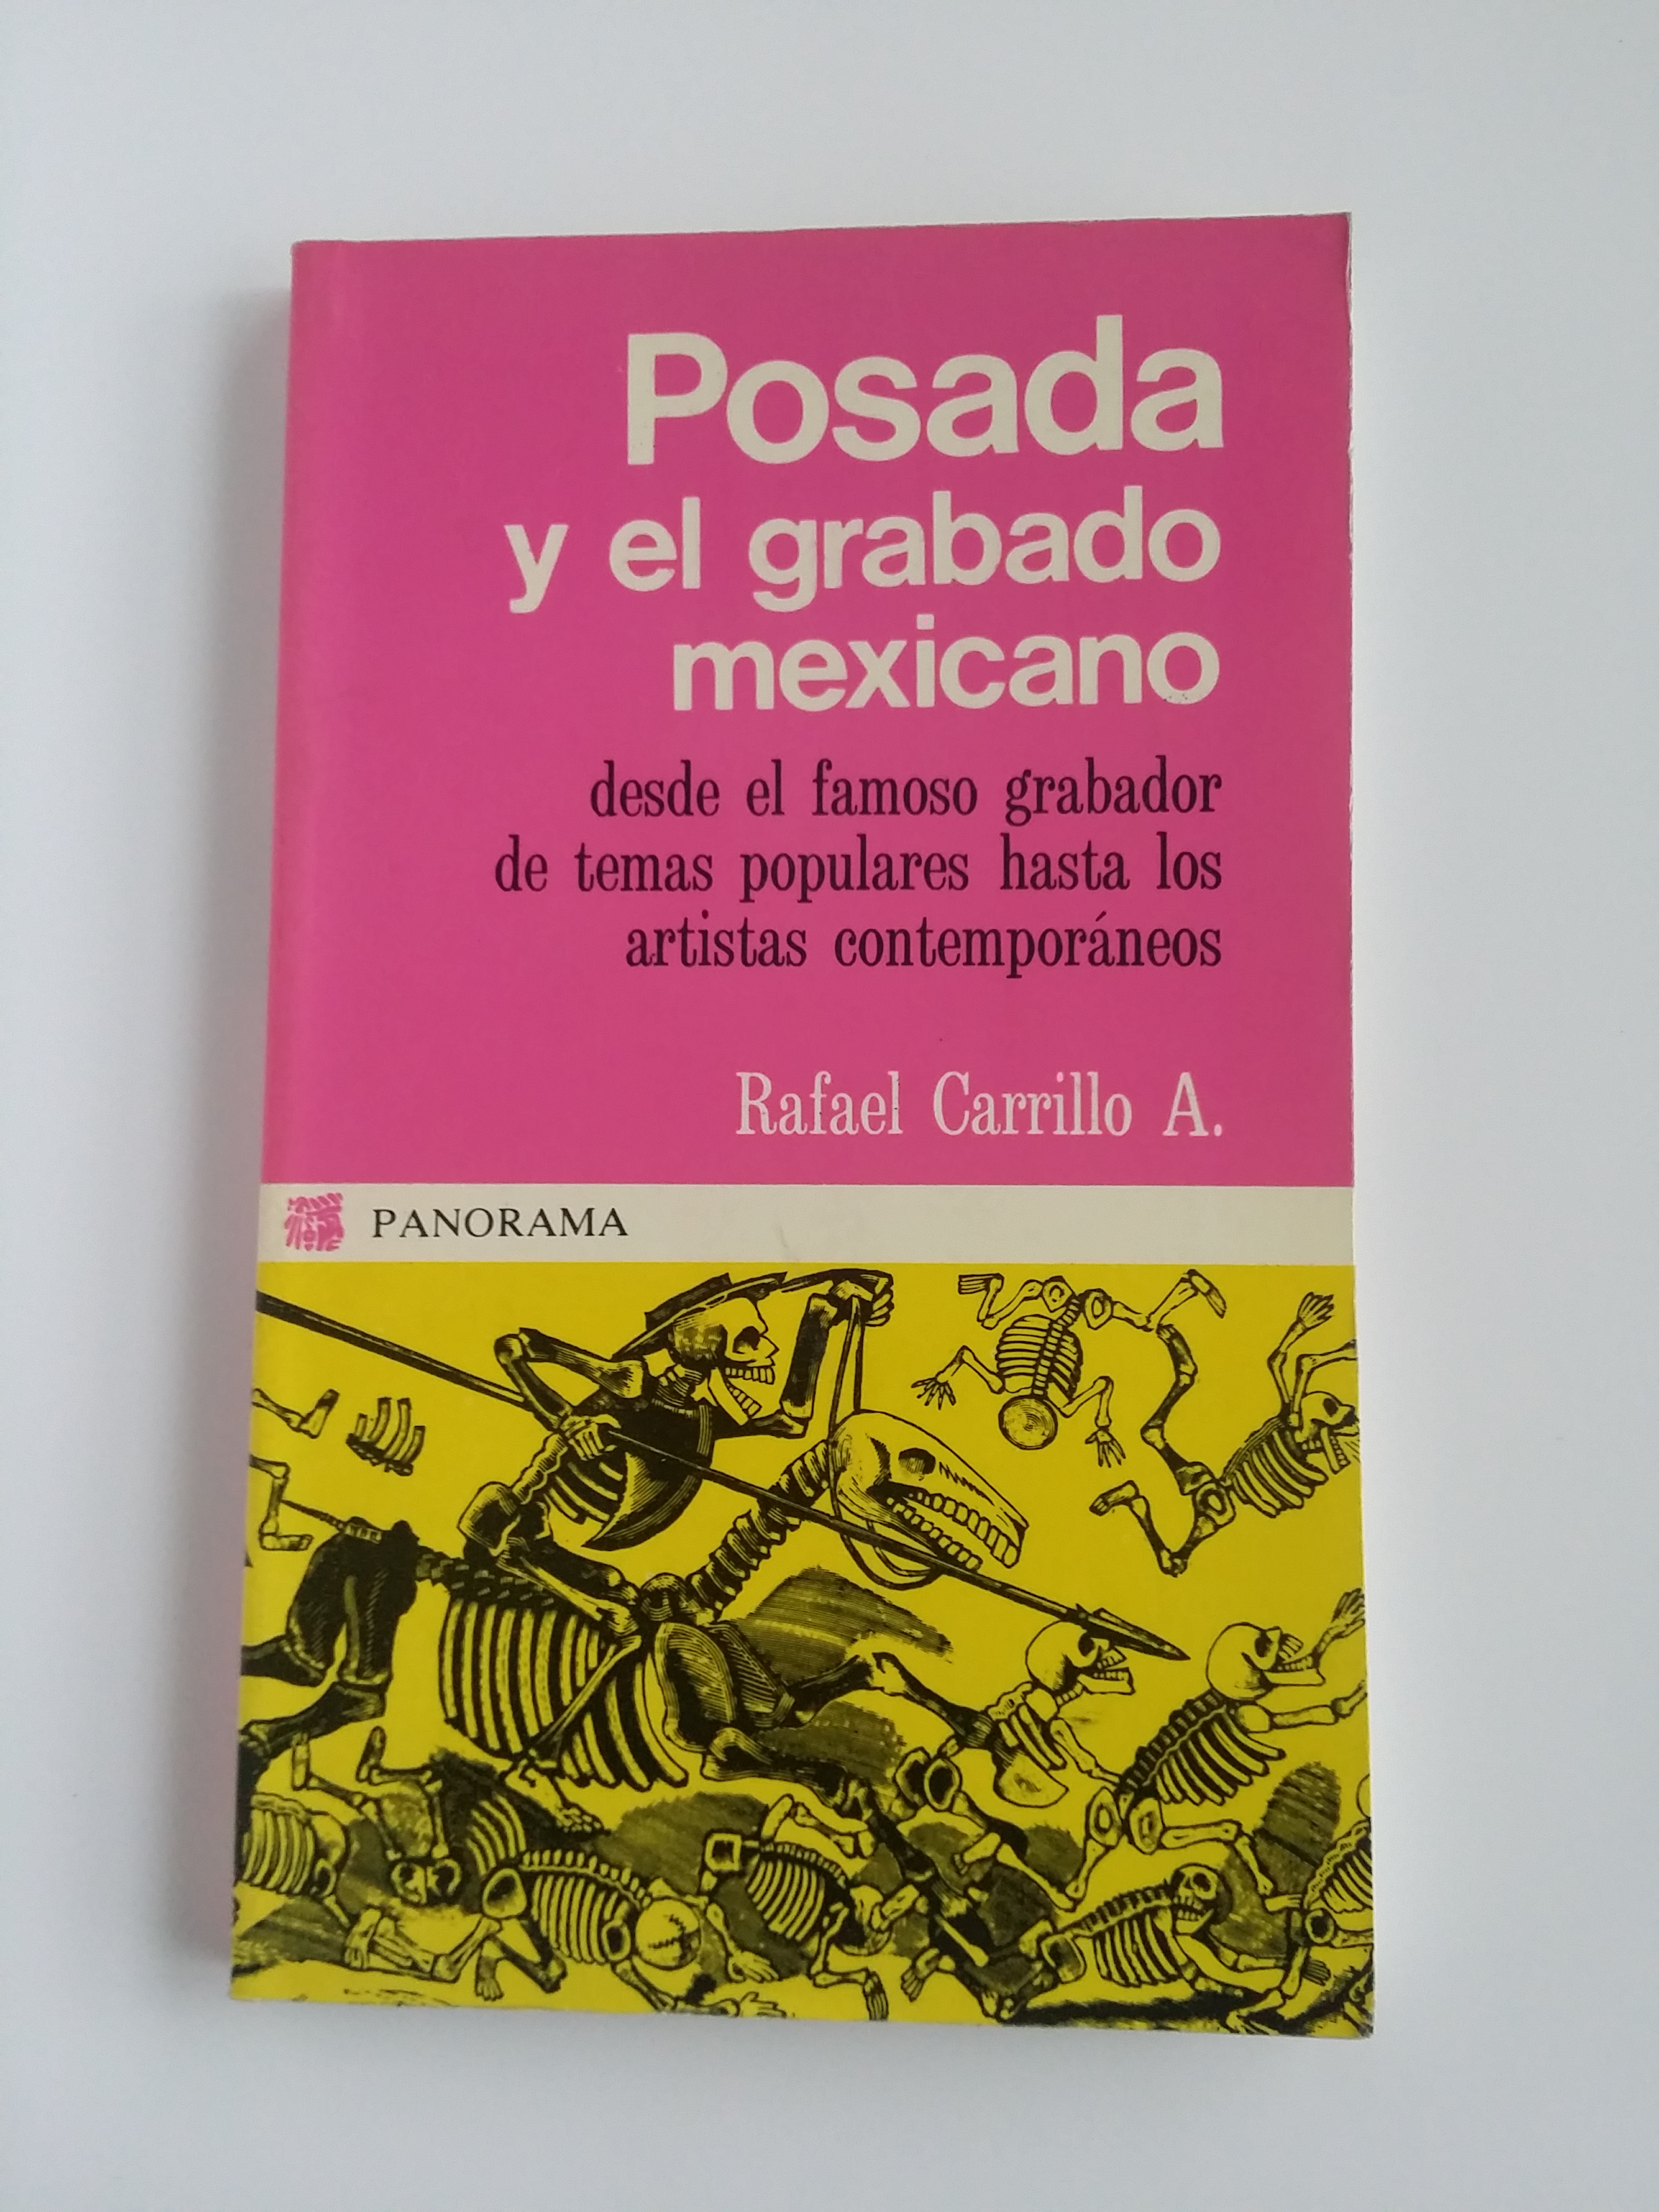 Posada
y el grabado
mexicano
desde el famoso grabador
de temas populares hasta los
artistas contemporáneos
Rafael Carrillo A.
PANORAMA